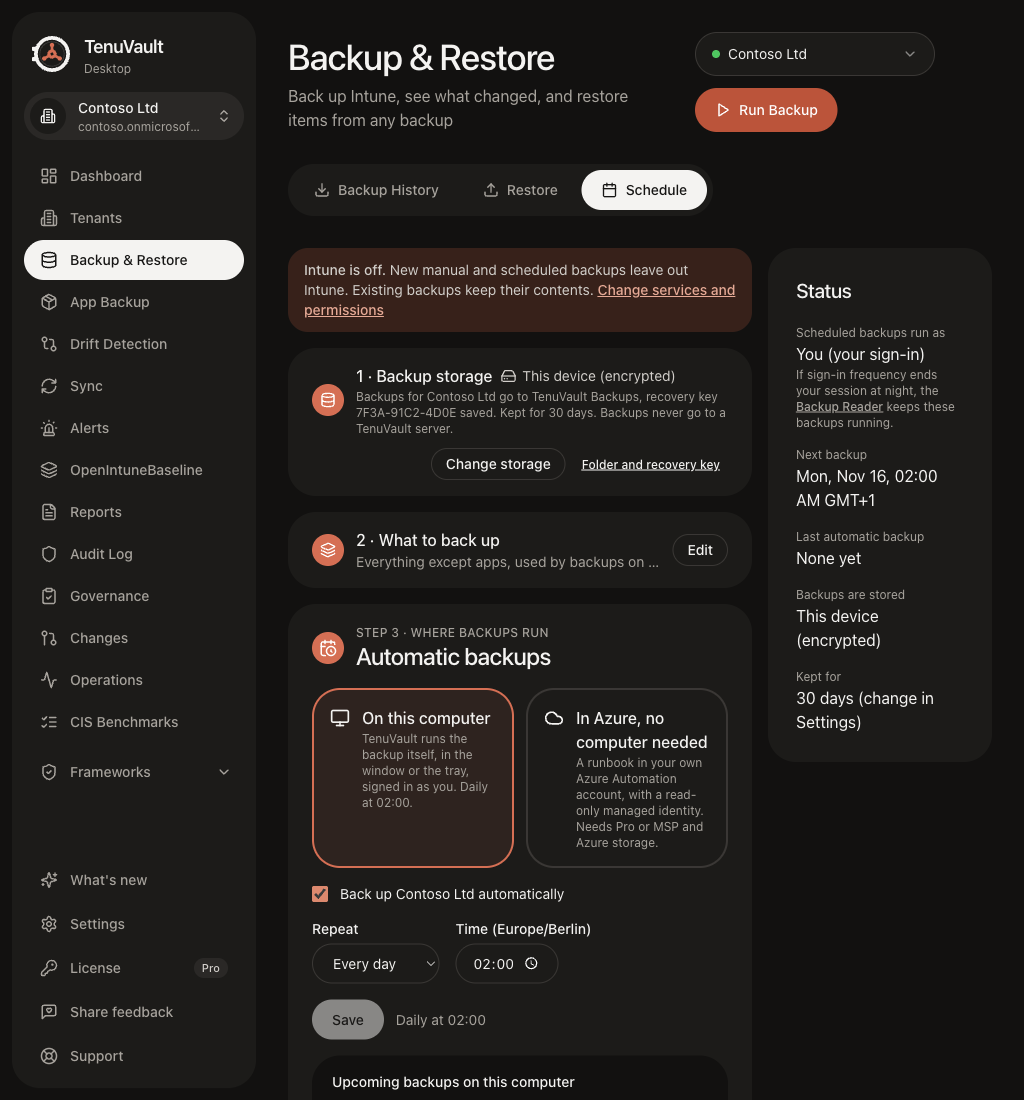 TenuVault
Desktop
Contoso Ltd
contoso.onmicrosof...
Dashboard
Tenants
Backup & Restore
App Backup
Drift Detection
Sync
Alerts
OpenIntuneBaseline
Reports
Audit Log
Governance
Changes
Operations
CIS Benchmarks
Frameworks
What's new
Settings
License
Pro
Share feedback
Support
Backup & Restore
Back up Intune, see what changed, and restore
items from any backup
Contoso Ltd
Run Backup
Backup History
Restore
Schedule
Intune is off. New manual and scheduled backups leave out
Intune. Existing backups keep their contents. Change services and
permissions
1 · Backup storage
This device (encrypted)
Backups for Contoso Ltd go to TenuVault Backups, recovery key
7F3A-91C2-4D0E saved. Kept for 30 days. Backups never go to a
TenuVault server.
Change storage
Folder and recovery key
2 · What to back up
Everything except apps, used by backups on ...
Edit
STEP 3 · WHERE BACKUPS RUN
Automatic backups
On this computer
TenuVault runs the
backup itself, in the
window or the tray,
signed in as you. Daily
at 02:00.
In Azure, no
computer needed
A runbook in your own
Azure Automation
account, with a read-
only managed identity.
Needs Pro or MSP and
Azure storage.
Back up Contoso Ltd automatically
Repeat
Time (Europe/Berlin)
Every day
02:00
Save
Daily at 02:00
Upcoming backups on this computer
Status
Scheduled backups run as
You (your sign-in)
If sign-in frequency ends
your session at night, the
Backup Reader keeps these
backups running.
Next backup
Mon, Nov 16, 02:00
AM GMT+1
Last automatic backup
None yet
Backups are stored
This device
(encrypted)
Kept for
30 days (change in
Settings)